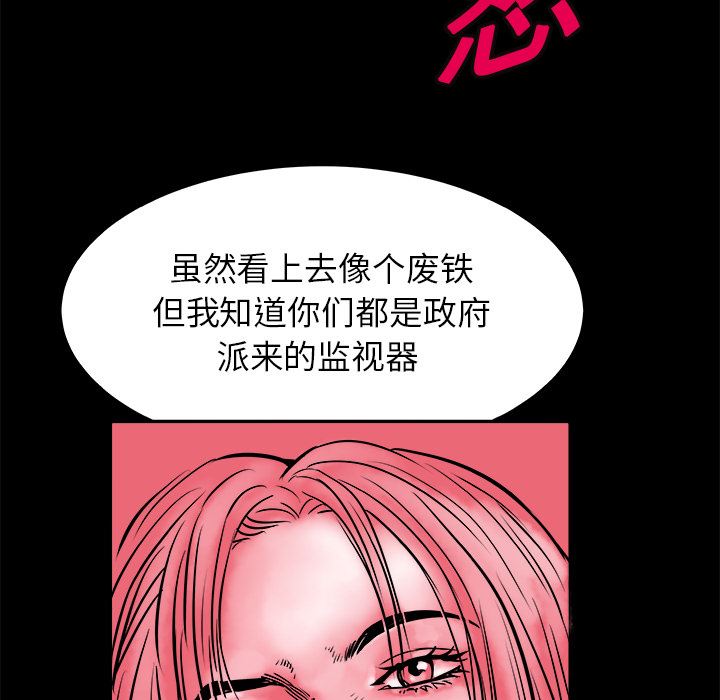 虽然看上去像个废铁
但我知道你们都是政府
派来的监视器